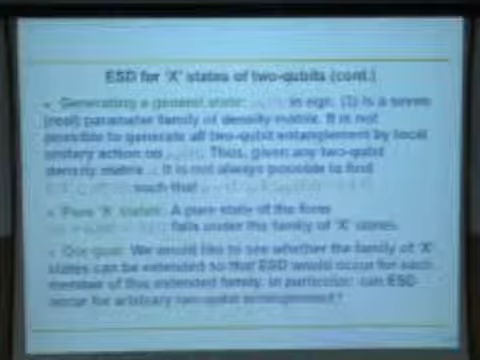 ESD for 'X' states of two-qubits (cont.)
• Generating a general state: in eqn. (1) is a seven
(real) parameter family of density matrix. It is not
possible to generate all two-qubit entanglement by local
unitary action on Thus, given any two-qubit
density matrix it is not always possible to find
such that
• Pure 'X' states: A pure state of the form
falls under the family of 'X' states.
• Our goal: We would like to see whether the family of 'X'
states can be extended so that ESD would occur for each
member of this extended family. In particular, can ESD
occur for arbitrary two-qubit entanglement?